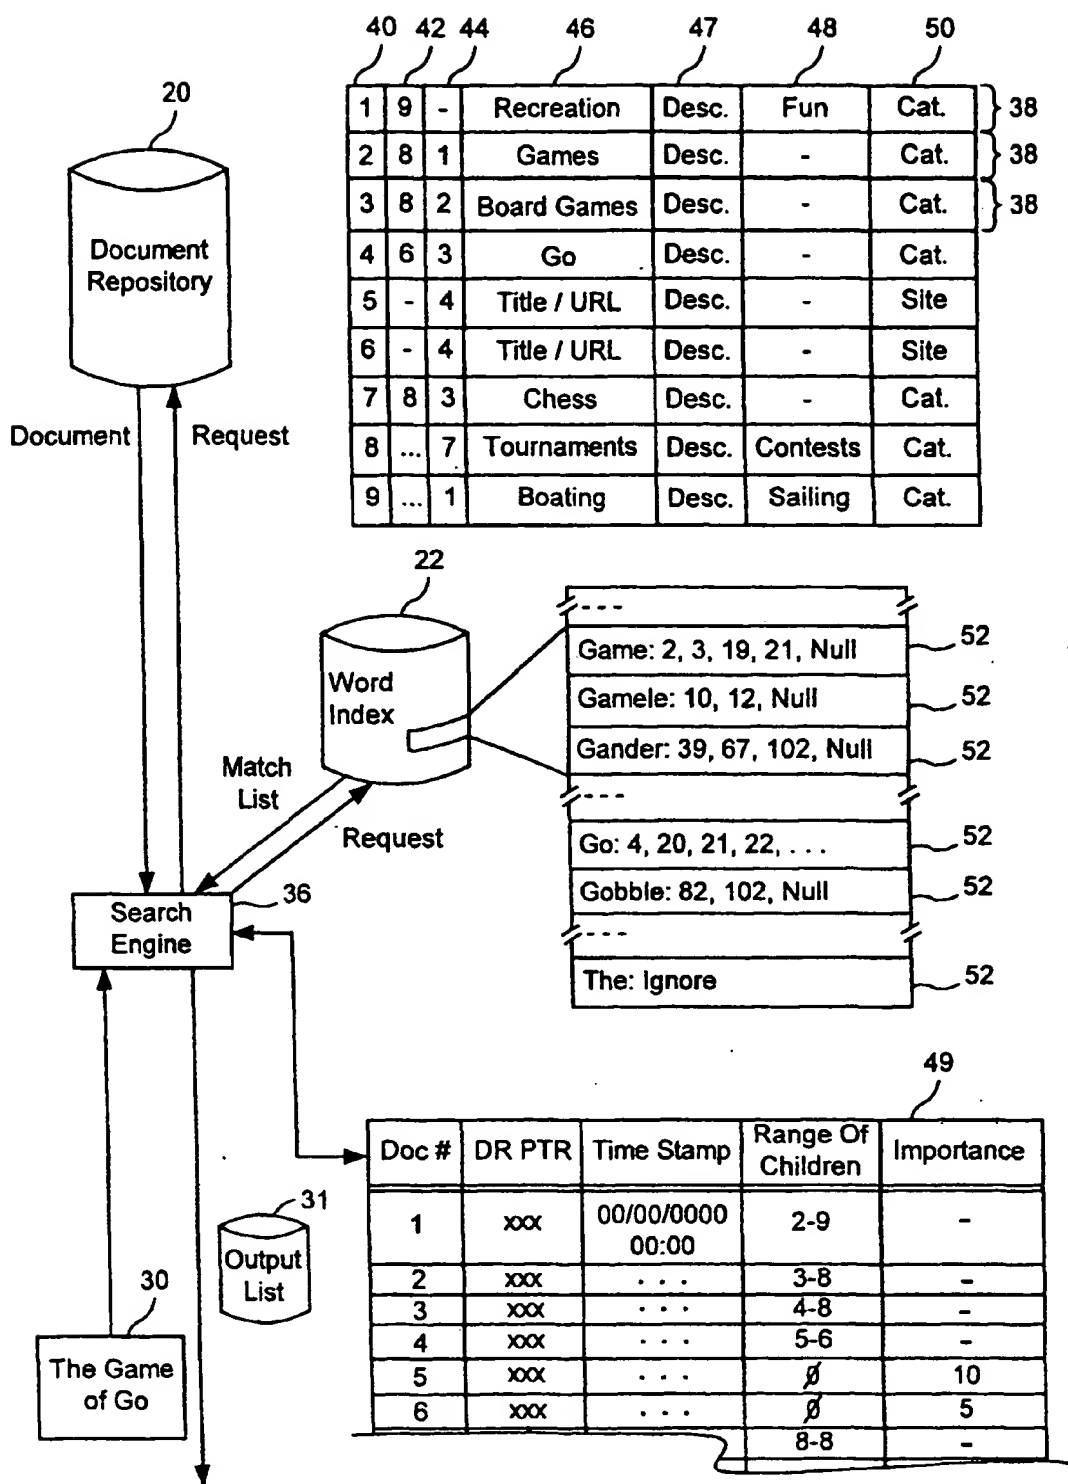 40 42 44 46 47 48 50
1 9 - Recreation Desc. Fun Cat. 38
2 8 1 Games Desc. - Cat. 38
3 8 2 Board Games Desc. - Cat. 38
4 6 3 Go Desc. - Cat.
5 - 4 Title / URL Desc. - Site
6 - 4 Title / URL Desc. - Site
7 8 3 Chess Desc. - Cat.
8 ... 7 Tournaments Desc. Contests Cat.
9 ... 1 Boating Desc. Sailing Cat.
20
Document
Repository
Document
Request
22
Word
Index
Match
List
Request
- - - -
Game: 2, 3, 19, 21, Null 52
Gamele: 10, 12, Null 52
Gander: 39, 67, 102, Null 52
- - - -
Go: 4, 20, 21, 22, . . . 52
Gobble: 82, 102, Null 52
- - - -
The: Ignore 52
36
Search
Engine
31
Output
List
30
The Game
of Go
49
Doc # DR PTR Time Stamp Range Of Children Importance
1 xxx 00/00/0000 00:00 2-9 -
2 xxx . . . 3-8 -
3 xxx . . . 4-8 -
4 xxx . . . 5-6 -
5 xxx . . . Ø 10
6 xxx . . . Ø 5
8-8 -